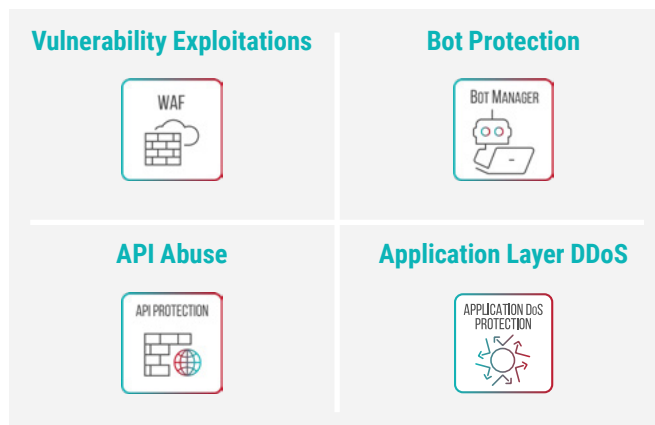 Vulnerability Exploitations
WAF
Bot Protection
BOT MANAGER
API Abuse
API PROTECTION
Application Layer DDoS
APPLICATION DoS
PROTECTION